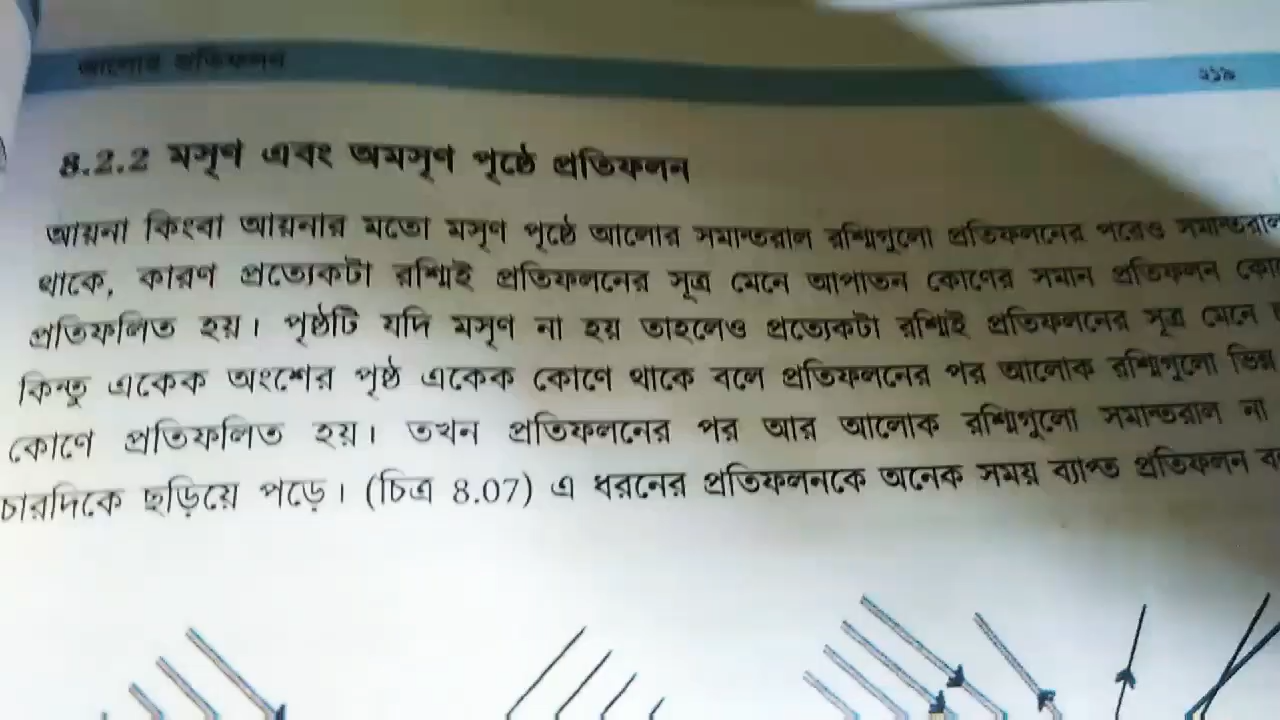 আলোর প্রতিফলন
8.2.2 মসৃণ এবং অমসৃণ পৃষ্ঠে প্রতিফলন
আয়না কিংবা আয়নার মতো মসৃণ পৃষ্ঠে আলোর সমান্তরাল রশ্মিগুলো প্রতিফলনের পরেও সমান্তরাল
থাকে, কারণ প্রত্যেকটা রশ্মিই প্রতিফলনের সূত্র মেনে আপাতন কোণের সমান প্রতিফলন
প্রতিফলিত হয়। পৃষ্ঠটি যদি মসৃণ না হয় তাহলেও প্রত্যেকটা রশ্মিই প্রতিফলনের সূত্র মেনে
কিন্তু একেক অংশের পৃষ্ঠ একেক কোণে থাকে বলে প্রতিফলনের পর আলোক রশ্মিগুলো ভিন্ন
কোণে প্রতিফলিত হয়। তখন প্রতিফলনের পর আর আলোক রশ্মিগুলো সমান্তরাল না
চারদিকে ছড়িয়ে পড়ে। (চিত্র 8.07) এ ধরনের প্রতিফলনকে অনেক সময় ব্যাপ্ত প্রতিফলন